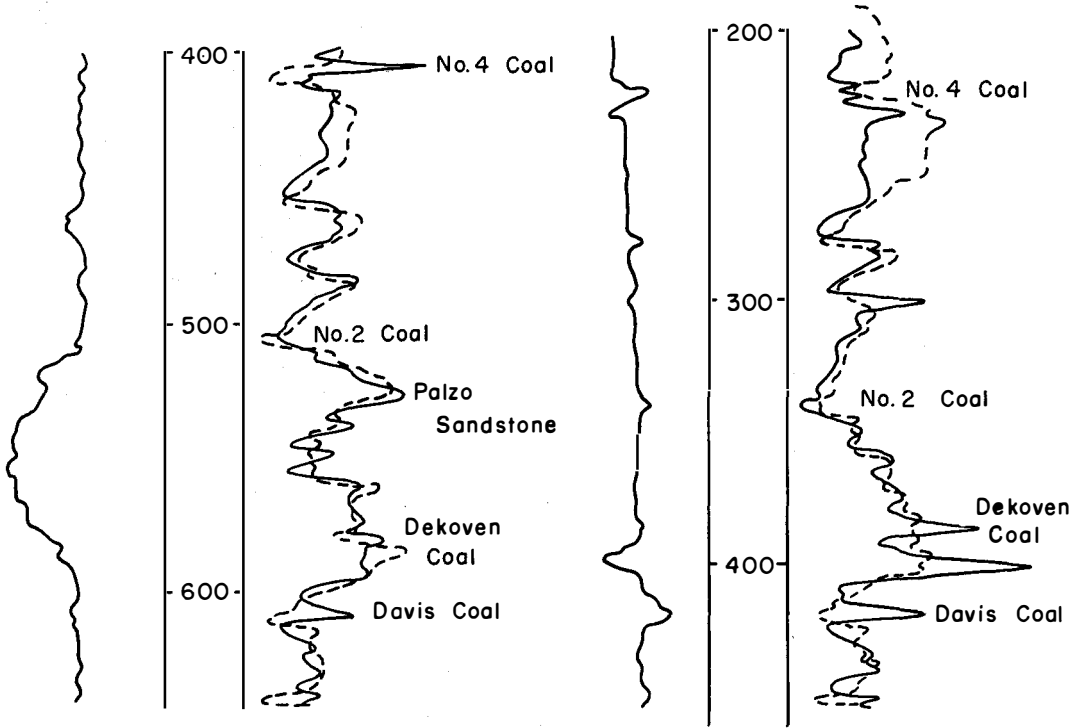 400
No. 4 Coal
500
No. 2 Coal
Palzo
Sandstone
Dekoven
Coal
600
Davis Coal
200
No. 4 Coal
300
No. 2 Coal
Dekoven
Coal
400
Davis Coal